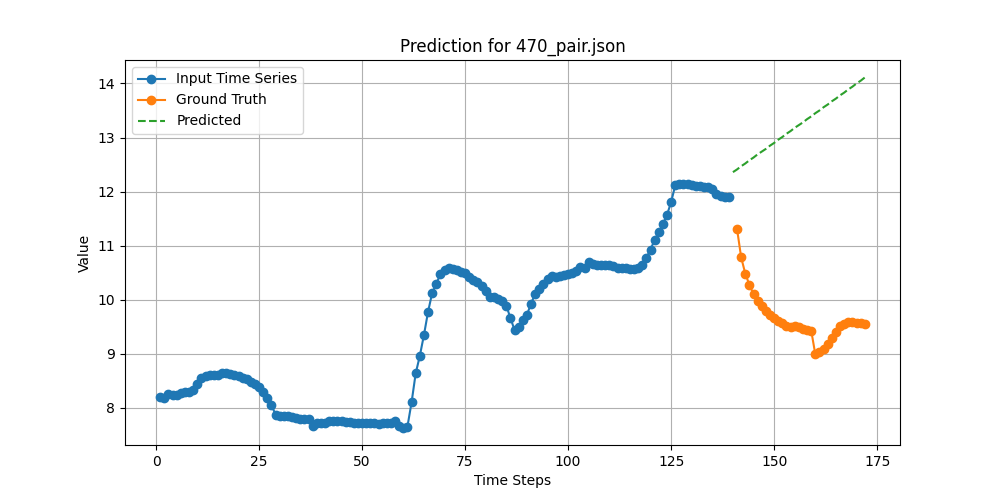 Prediction for 470_pair.json
Input Time Series
Ground Truth
Predicted
14
13
12
11
10
9
8
Value
0 25 50 75 100 125 150 175
Time Steps